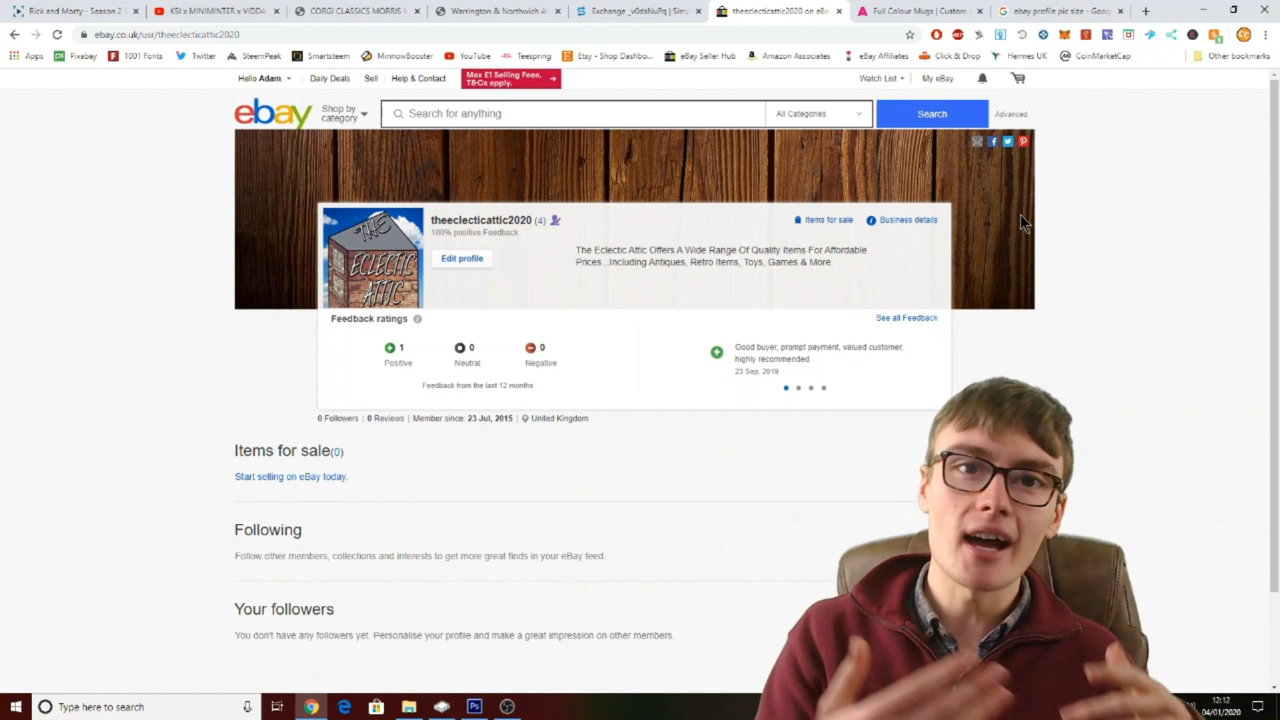 Rick and Morty - Season 2
KSI x MINIMINTER x VIDDA
CORGI CLASSICS MORRIS
Warrington & Northwich A
Exchange _v0dsNuPq | Simp
theeclecticattic2020 on eBa
Full Colour Mugs | Custom
ebay profile pic size - Goog
ebay.co.uk/usr/theeclecticattic2020
Apps
Pixabay
1001 Fonts
Twitter
SteemPeak
Smartsteem
MinnowBooster
YouTube
Teespring
Etsy - Shop Dashbo...
eBay Seller Hub
Amazon Associates
eBay Affiliates
Click & Drop
Hermes UK
CoinMarketCap
Other bookmarks
Hello Adam
Daily Deals
Sell
Help & Contact
Max £1 Selling Fees.
T&Cs apply.
Watch List
My eBay
ebay
Shop by
category
Search for anything
All Categories
Search
Advanced
THE
ECLECTIC
ATTIC
theeclecticattic2020 (4)
100% positive Feedback
Edit profile
Items for sale
Business details
The Eclectic Attic Offers A Wide Range Of Quality Items For Affordable
Prices...Including Antiques, Retro Items, Toys, Games & More.
Feedback ratings
See all Feedback
1
Positive
0
Neutral
0
Negative
Feedback from the last 12 months
Good buyer, prompt payment, valued customer,
highly recommended.
23 Sep, 2019
0 Followers | 0 Reviews | Member since: 23 Jul, 2015 | United Kingdom
Items for sale(0)
Start selling on eBay today.
Following
Follow other members, collections and interests to get more great finds in your eBay feed.
Your followers
You don't have any followers yet. Personalise your profile and make a great impression on other members.
Type here to search
Ps
12:12
04/01/2020